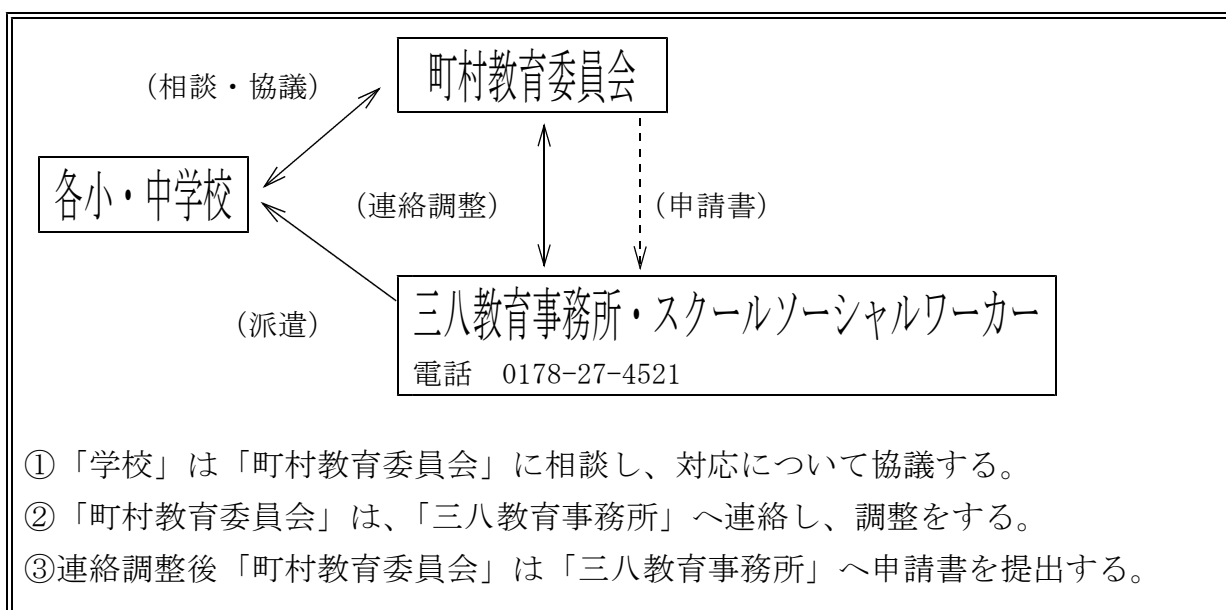 町村教育委員会
(相談・協議)
各小・中学校
(連絡調整)
(申請書)
三八教育事務所・スクールソーシャルワーカー
(派遣)
電話 0178-27-4521
①「学校」は「町村教育委員会」に相談し、対応について協議する。
②「町村教育委員会」は、「三八教育事務所」へ連絡し、調整をする。
③連絡調整後「町村教育委員会」は「三八教育事務所」へ申請書を提出する。